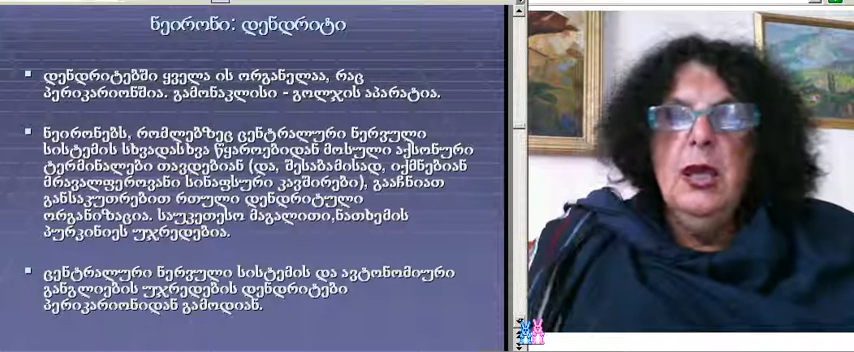 ნეირონი: დენდრიტი
დენდრიტებში ყველა ის ორგანელაა, რაც
პერიკარიონშია. გამონაკლისი - გოლჯის აპარატია.
ნეირონებს, რომლებზეც ცენტრალური ნერვული
სისტემის სხვადასხვა წყაროებიდან მოსული აქსონური
ტერმინალები თავდებიან (და, შესაბამისად, იქმნებიან
მრავალფეროვანი სინაფსური კავშირები), გააჩნიათ
განსაკუთრებით რთული დენდრიტული
ორგანიზაცია. საუკეთესო მაგალითი,ნათხემის
პურკინიეს უჯრედებია.
ცენტრალური ნერვული სისტემის და ავტონომიური
განგლიების უჯრედების დენდრიტები
პერიკარიონიდან გამოდიან.